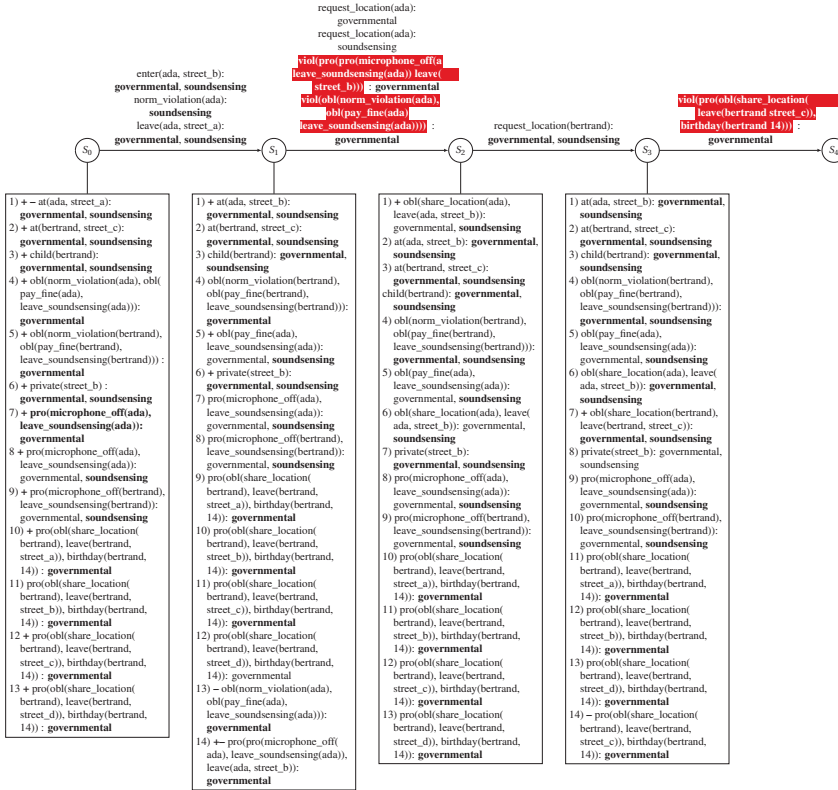 request_location(ada):
governmental
request_location(ada):
soundsensing
viol(pro(pro(microphone_off(a
leave_soundsensing(ada)) leave(
street_b))) : governmental
viol(obl(norm_violation(ada),
obl(pay_fine(ada)
leave_soundsensing(ada)))) :
governmental
enter(ada, street_b):
governmental, soundsensing
norm_violation(ada):
soundsensing
leave(ada, street_a):
governmental, soundsensing
request_location(bertrand):
governmental, soundsensing
viol(pro(obl(share_location(
leave(bertrand street_c)),
birthday(bertrand 14))) :
governmental
S0
S1
S2
S3
S4
1) + − at(ada, street_a):
governmental, soundsensing
2) + at(bertrand, street_c):
governmental, soundsensing
3) + child(bertrand):
governmental, soundsensing
4) + obl(norm_violation(ada), obl(
pay_fine(ada),
leave_soundsensing(ada))):
governmental
5) + obl(norm_violation(bertrand),
obl(pay_fine(bertrand),
leave_soundsensing(bertrand))) :
governmental
6) + private(street_b) :
governmental, soundsensing
7) + pro(microphone_off(ada),
leave_soundsensing(ada)):
governmental
8 + pro(microphone_off(ada),
leave_soundsensing(ada)):
governmental, soundsensing
9) + pro(microphone_off(bertrand),
leave_soundsensing(bertrand)):
governmental, soundsensing
10) + pro(obl(share_location(
bertrand), leave(bertrand,
street_a)), birthday(bertrand,
14)) : governmental
11) pro(obl(share_location(
bertrand), leave(bertrand,
street_b)), birthday(bertrand,
14)) : governmental
12 + pro(obl(share_location(
bertrand), leave(bertrand,
street_c)), birthday(bertrand,
14)) : governmental
13 + pro(obl(share_location(
bertrand), leave(bertrand,
street_d)), birthday(bertrand,
14)) : governmental
1) + at(ada, street_b):
governmental, soundsensing
2) at(bertrand, street_c):
governmental, soundsensing
3) child(bertrand): governmental,
soundsensing
4) obl(norm_violation(bertrand),
obl(pay_fine(bertrand),
leave_soundsensing(bertrand))):
governmental
5) + obl(pay_fine(ada),
leave_soundsensing(ada)):
governmental, soundsensing
6) + private(street_b):
governmental, soundsensing
7) pro(microphone_off(ada),
leave_soundsensing(ada)):
governmental, soundsensing
8) pro(microphone_off(bertrand),
leave_soundsensing(bertrand)):
governmental, soundsensing
9) pro(obl(share_location(
bertrand), leave(bertrand,
street_a)), birthday(bertrand,
14)): governmental
10) pro(obl(share_location(
bertrand), leave(bertrand,
street_b)), birthday(bertrand,
14)): governmental
11) pro(obl(share_location(
bertrand), leave(bertrand,
street_c)), birthday(bertrand,
14)): governmental
12) pro(obl(share_location(
bertrand), leave(bertrand,
street_d)), birthday(bertrand,
14)): governmental
13) − obl(norm_violation(ada),
obl(pay_fine(ada),
leave_soundsensing(ada))):
governmental
14) +− pro(pro(microphone_off(
ada), leave_soundsensing(ada)),
leave(ada, street_b)):
governmental
1) + obl(share_location(ada),
leave(ada, street_b)):
governmental, soundsensing
2) at(ada, street_b): governmental,
soundsensing
3) at(bertrand, street_c):
governmental, soundsensing
child(bertrand): governmental,
soundsensing
4) obl(norm_violation(bertrand),
obl(pay_fine(bertrand),
leave_soundsensing(bertrand))):
governmental, soundsensing
5) obl(pay_fine(ada),
leave_soundsensing(ada)):
governmental, soundsensing
6) obl(share_location(ada), leave(
ada, street_b)): governmental,
soundsensing
7) private(street_b):
governmental, soundsensing
8) pro(microphone_off(ada),
leave_soundsensing(ada)):
governmental, soundsensing
9) pro(microphone_off(bertrand),
leave_soundsensing(bertrand)):
governmental, soundsensing
10) pro(obl(share_location(
bertrand), leave(bertrand,
street_a)), birthday(bertrand,
14)): governmental
11) pro(obl(share_location(
bertrand), leave(bertrand,
street_b)), birthday(bertrand,
14)): governmental
12) pro(obl(share_location(
bertrand), leave(bertrand,
street_c)), birthday(bertrand,
14)): governmental
13) pro(obl(share_location(
bertrand), leave(bertrand,
street_d)), birthday(bertrand,
14)): governmental
1) at(ada, street_b): governmental,
soundsensing
2) at(bertrand, street_c):
governmental, soundsensing
3) child(bertrand): governmental,
soundsensing
4) obl(norm_violation(bertrand),
obl(pay_fine(bertrand),
leave_soundsensing(bertrand))):
governmental, soundsensing
5) obl(pay_fine(ada),
leave_soundsensing(ada)):
governmental, soundsensing
6) obl(share_location(ada), leave(
ada, street_b)): governmental,
soundsensing
7) + obl(share_location(bertrand),
leave(bertrand, street_c)):
governmental, soundsensing
8) private(street_b): governmental,
soundsensing
9) pro(microphone_off(ada),
leave_soundsensing(ada)):
governmental, soundsensing
10) pro(microphone_off(bertrand),
leave_soundsensing(bertrand)):
governmental, soundsensing
11) pro(obl(share_location(
bertrand), leave(bertrand,
street_a)), birthday(bertrand,
14)): governmental
12) pro(obl(share_location(
bertrand), leave(bertrand,
street_b)), birthday(bertrand,
14)): governmental
13) pro(obl(share_location(
bertrand), leave(bertrand,
street_d)), birthday(bertrand,
14)): governmental
14) − pro(obl(share_location(
bertrand), leave(bertrand,
street_c)), birthday(bertrand,
14)): governmental